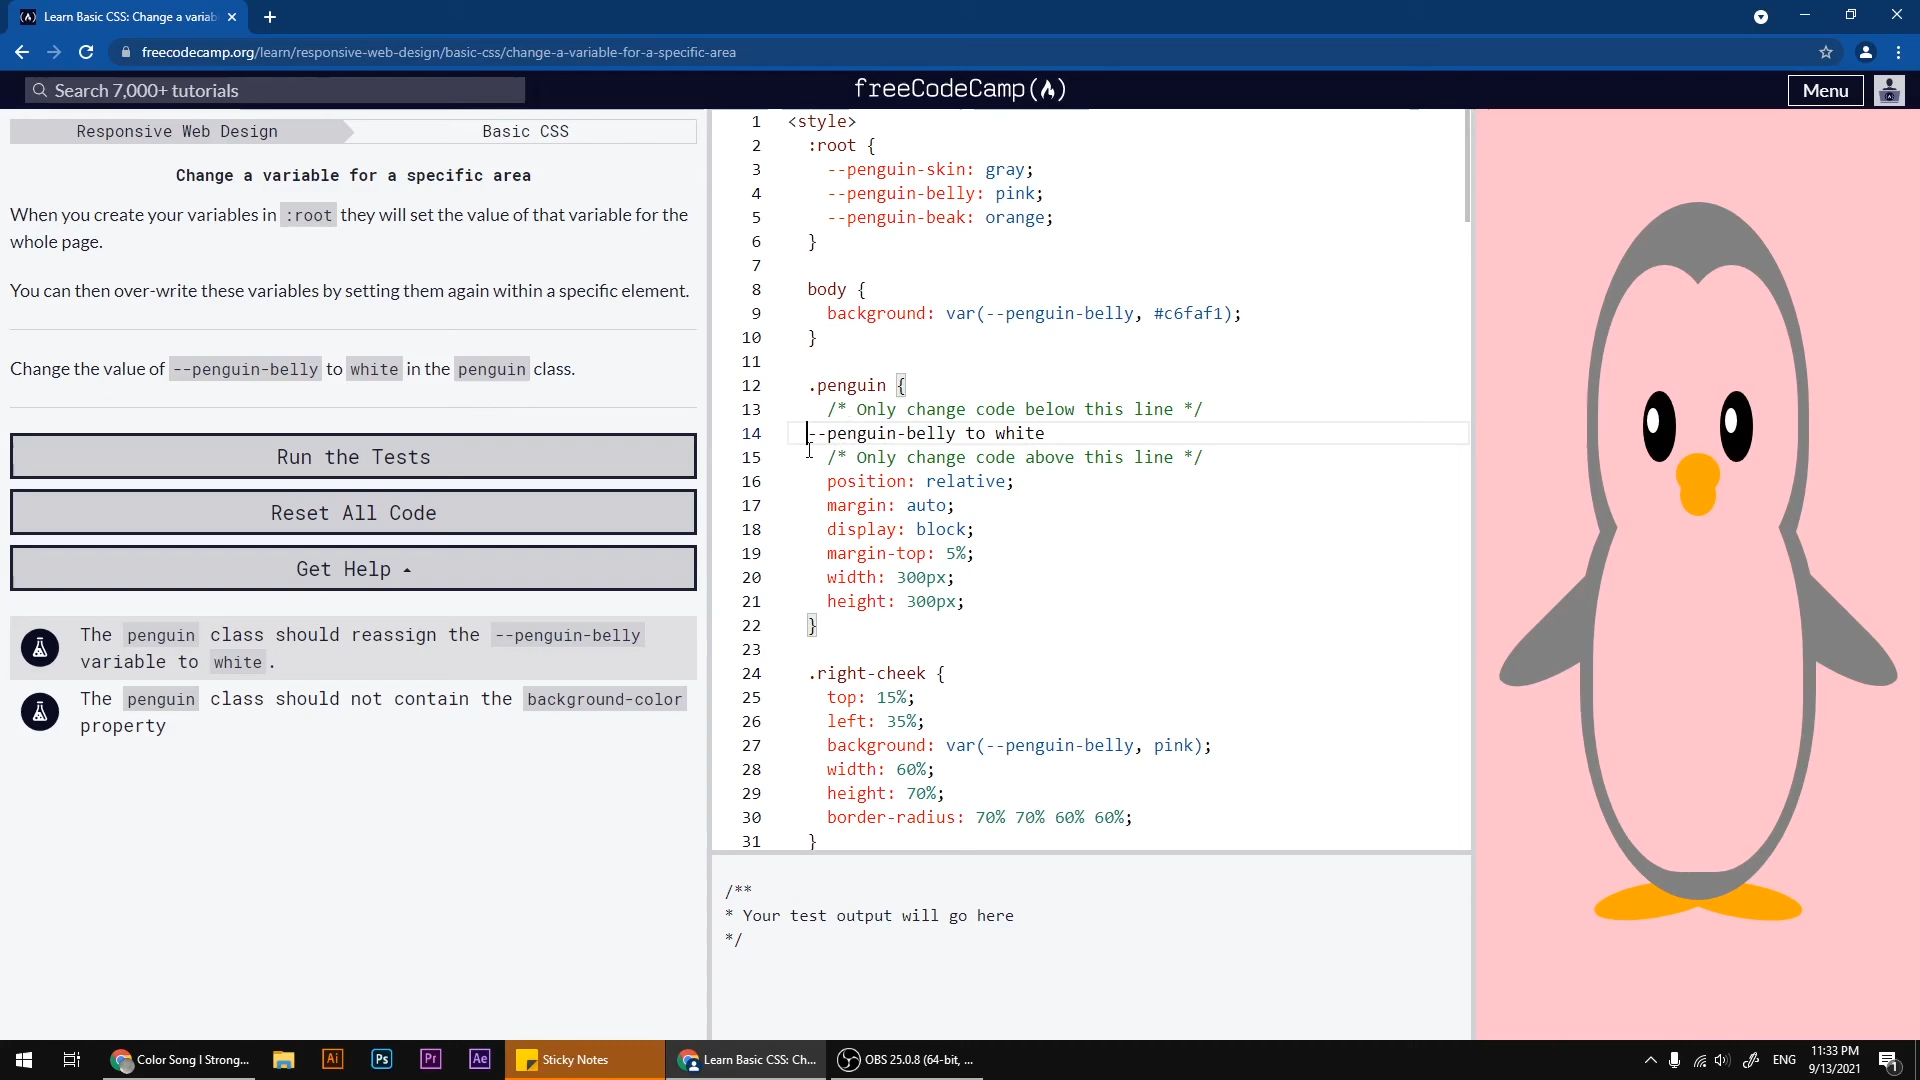 Learn Basic CSS: Change a variab
freecodecamp.org/learn/responsive-web-design/basic-css/change-a-variable-for-a-specific-area
Search 7,000+ tutorials
freeCodeCamp
Menu
Responsive Web Design
Basic CSS
Change a variable for a specific area
When you create your variables in :root they will set the value of that variable for the
whole page.
You can then over-write these variables by setting them again within a specific element.
Change the value of --penguin-belly to white in the penguin class.
Run the Tests
Reset All Code
Get Help
The penguin class should reassign the --penguin-belly
variable to white.
The penguin class should not contain the background-color
property
1 <style>
2 :root {
3 --penguin-skin: gray;
4 --penguin-belly: pink;
5 --penguin-beak: orange;
6 }
7
8 body {
9 background: var(--penguin-belly, #c6faf1);
10 }
11
12 .penguin {
13 /* Only change code below this line */
14 --penguin-belly to white
15 /* Only change code above this line */
16 position: relative;
17 margin: auto;
18 display: block;
19 margin-top: 5%;
20 width: 300px;
21 height: 300px;
22 }
23
24 .right-cheek {
25 top: 15%;
26 left: 35%;
27 background: var(--penguin-belly, pink);
28 width: 60%;
29 height: 70%;
30 border-radius: 70% 70% 60% 60%;
31 }
/**
* Your test output will go here
*/
Color Song I Strong...
Ai
Ps
Pr
Ae
Sticky Notes
Learn Basic CSS: Ch...
OBS 25.0.8 (64-bit, ...
ENG
11:33 PM
9/13/2021
1